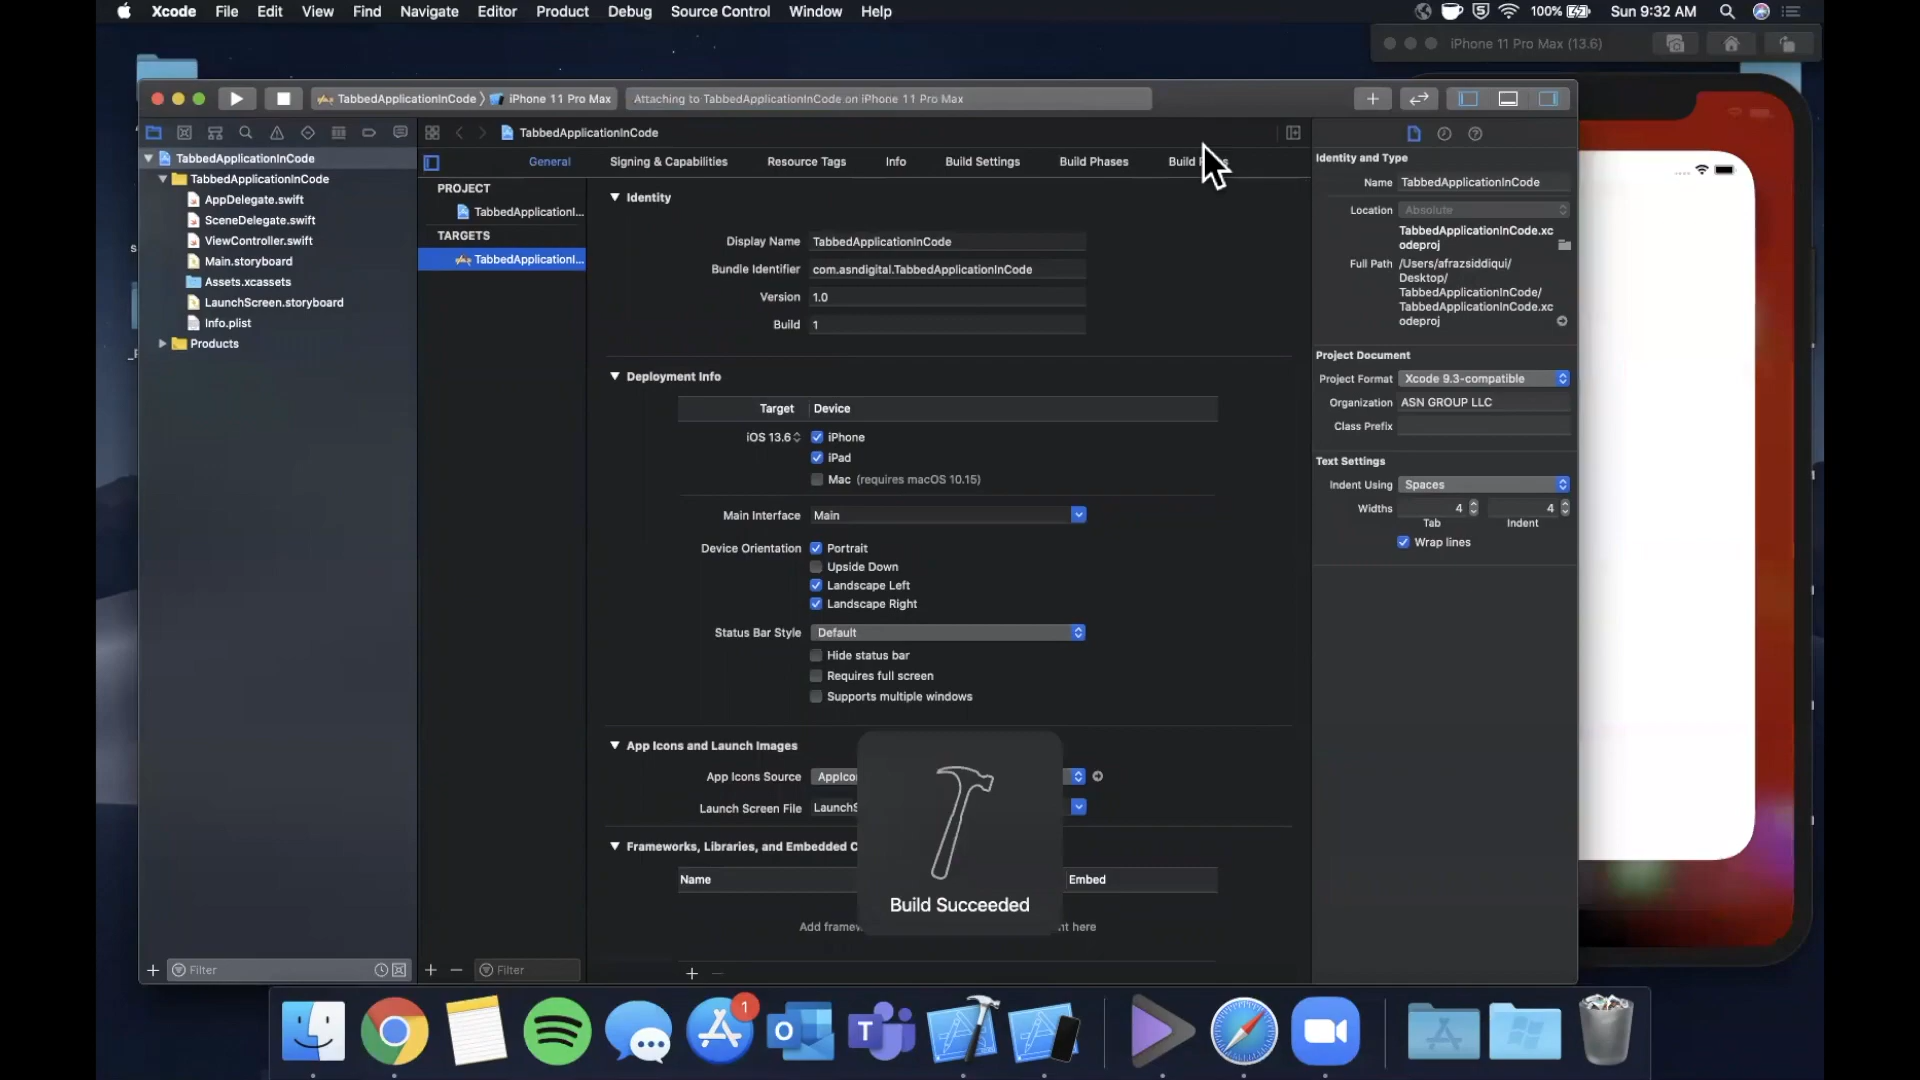 Xcode File Edit View Find Navigate Editor Product Debug Source Control Window Help
100% Sun 9:32 AM
iPhone 11 Pro Max (13.6)
TabbedApplicationInCode iPhone 11 Pro Max
Attaching to TabbedApplicationInCode on iPhone 11 Pro Max
TabbedApplicationInCode
TabbedApplicationInCode
AppDelegate.swift
SceneDelegate.swift
ViewController.swift
Main.storyboard
Assets.xcassets
LaunchScreen.storyboard
Info.plist
Products
Filter
TabbedApplicationInCode
General Signing & Capabilities Resource Tags Info Build Settings Build Phases Build
PROJECT
TabbedApplicationI...
TARGETS
TabbedApplicationI...
Filter
Identity
Display Name TabbedApplicationInCode
Bundle Identifier com.asndigital.TabbedApplicationInCode
Version 1.0
Build 1
Deployment Info
Target Device
iOS 13.6 iPhone
iPad
Mac (requires macOS 10.15)
Main Interface Main
Device Orientation Portrait
Upside Down
Landscape Left
Landscape Right
Status Bar Style Default
Hide status bar
Requires full screen
Supports multiple windows
App Icons and Launch Images
App Icons Source AppIco
Launch Screen File LaunchS
Frameworks, Libraries, and Embedded C
Name Embed
Add framew nt here
Build Succeeded
Identity and Type
Name TabbedApplicationInCode
Location Absolute
TabbedApplicationInCode.xc
odeproj
Full Path /Users/afrazsiddiqui/
Desktop/
TabbedApplicationInCode/
TabbedApplicationInCode.xc
odeproj
Project Document
Project Format Xcode 9.3-compatible
Organization ASN GROUP LLC
Class Prefix
Text Settings
Indent Using Spaces
Widths 4 4
Tab Indent
Wrap lines
1